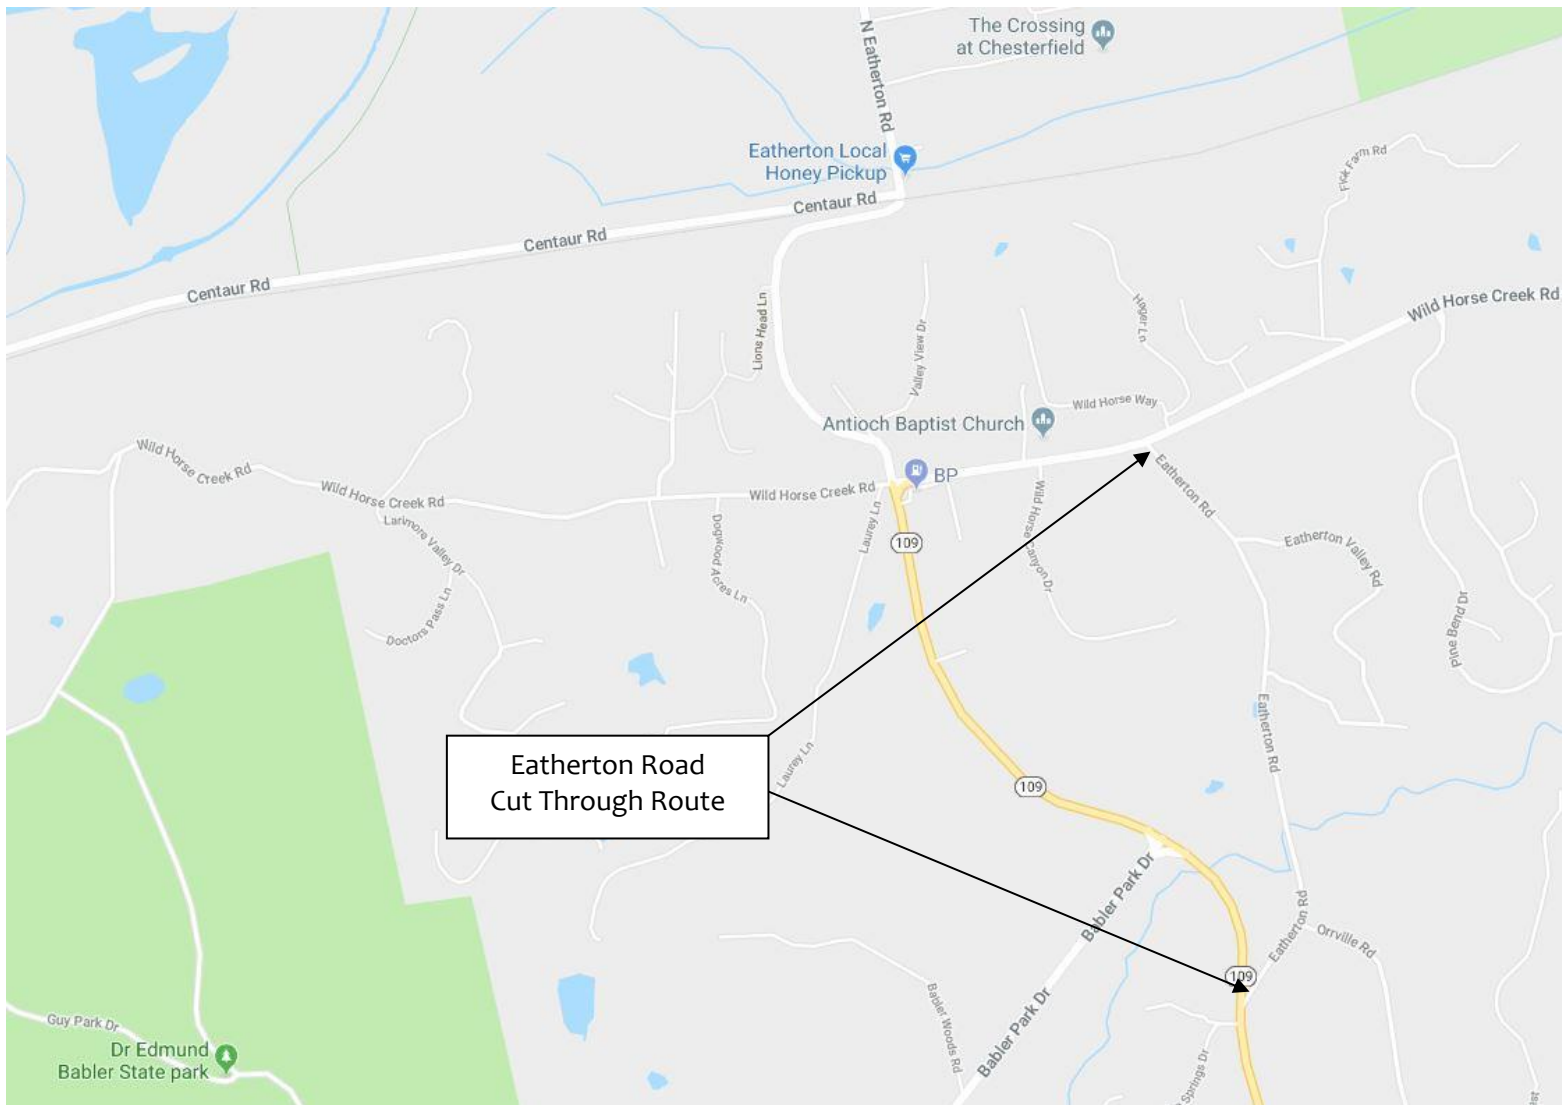 The Crossing
at Chesterfield
N Eatherton Rd
Eatherton Local
Honey Pickup
Fick Farm Rd
Centaur Rd
Centaur Rd
Centaur Rd
Wild Horse Creek Rd
Hager Ln
Lions Head Ln
Valley View Dr
Wild Horse Way
Antioch Baptist Church
Wild Horse Creek Rd
BP
Eatherton Rd
Wild Horse Creek Rd
Wild Horse Creek Rd
Larimore Valley Dr
Laurey Ln
Wild Horse Canyon Dr
Dogwood Acres Ln
109
Eatherton Valley Rd
Doctors Pass Ln
Pine Bend Dr
Eatherton Rd
Eatherton Road
Cut Through Route
Laurey Ln
109
Babler Park Dr
Eatherton Rd
Orrville Rd
109
Babler Woods Rd
Babler Park Dr
Guy Park Dr
Dr Edmund
Babler State park
Springs Dr